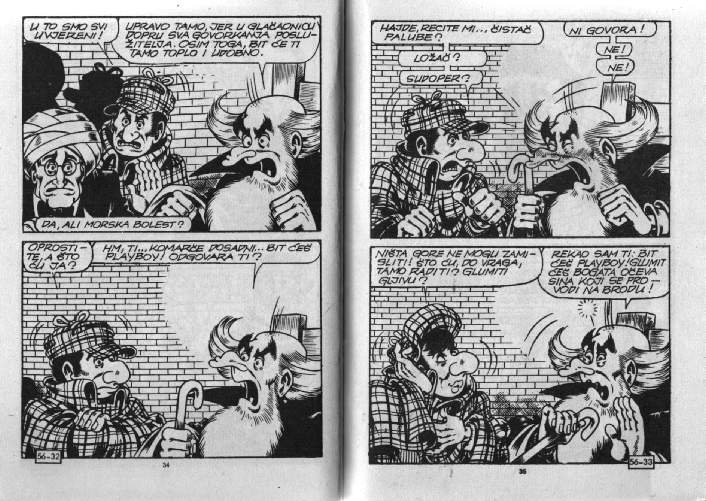 U TO SMO SVI
UVJERENI!
UPRAVO TAMO, JER U GLAČAONICU
DOPRU SVA GOVORKANJA POSLU-
ŽITELJA. OSIM TOGA, BIT ĆE TI
TAMO TOPLO I UDOBNO.
DA, ALI MORSKA BOLEST?
OPROSTI-
TE, A ŠTO
ĆU JA?
HM, TI... KOMARČE DOSADNI... BIT ĆEŠ
PLAYBOY! ODGOVARA TI?
56-32
34
HAJDE, RECITE MI..., ČISTAČ
PALUBE?
LOŽAČ?
SUDOPER?
NI GOVORA!
NE!
NE!
NIŠTA GORE NE MOGU ZAMI-
SLITI! ŠTO ĆU, DO VRAGA,
TAMO RADITI? GLUMITI
GLJIVU?
REKAO SAM TI: BIT
ĆEŠ PLAYBOY! GLUMIT
ĆEŠ BOGATA OČEVA
SINA KOJI SE PRO-
VODI NA BRODU!
35
56-33